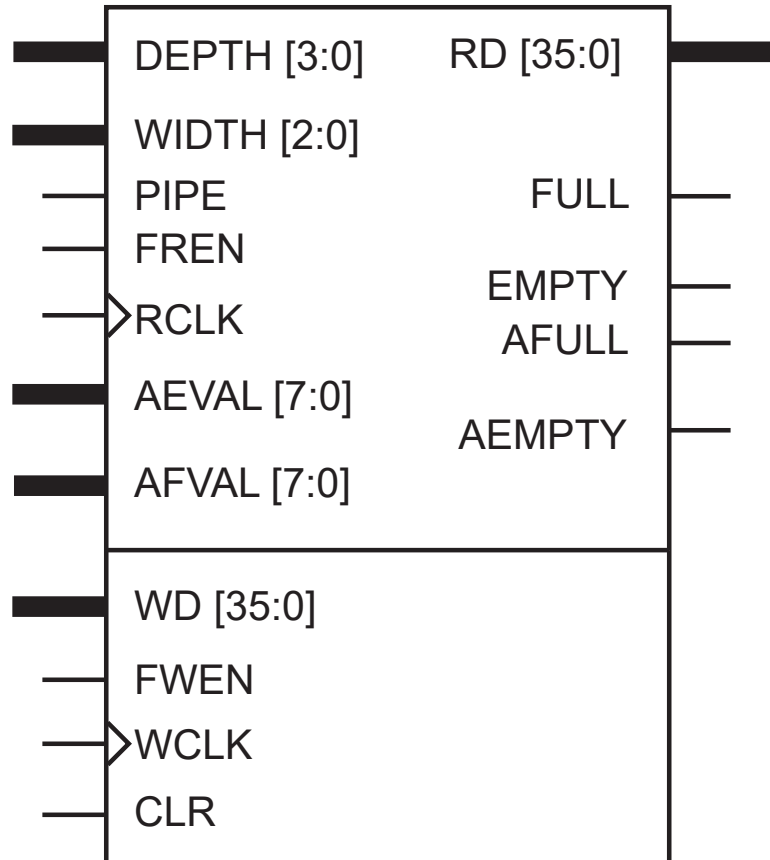 DEPTH [3:0] RD [35:0]
WIDTH [2:0]
PIPE FULL
FREN
EMPTY
RCLK
AFULL
AEVAL [7:0]
AEMPTY
AFVAL [7:0]
WD [35:0]
FWEN
WCLK
CLR